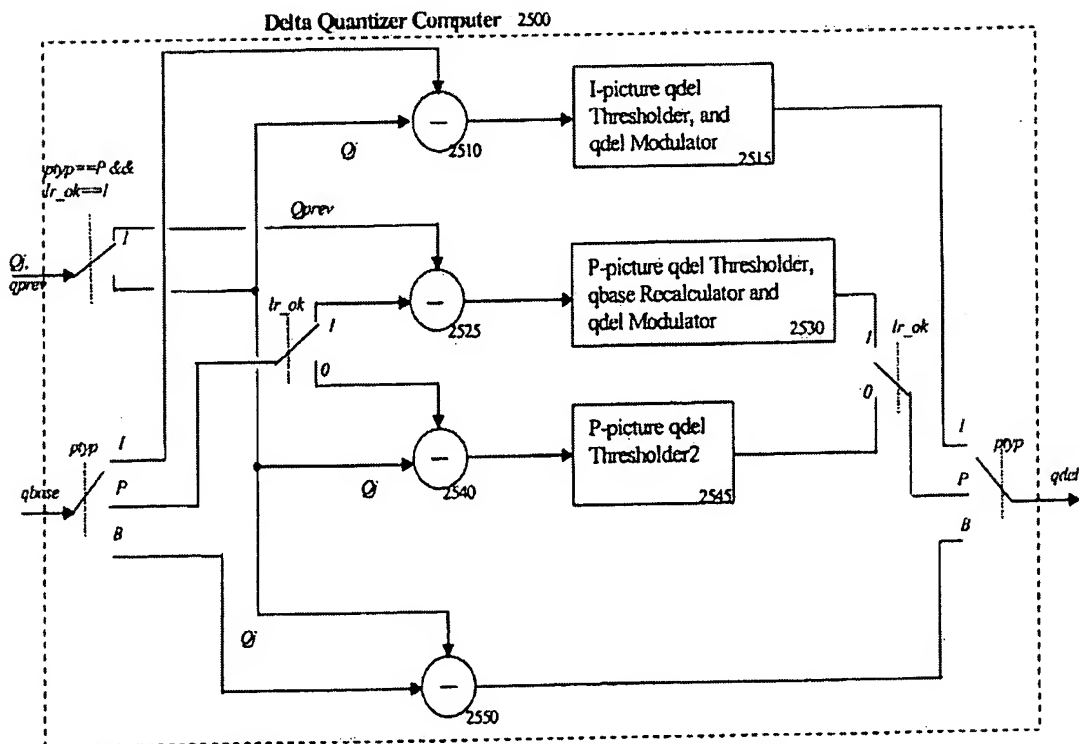 Delta Quantizer Computer 2500
I-picture qdel
Thresholder, and
qdel Modulator
2515
2510
Qj
ptyp==P &&
lr_ok==1
Qprev
1
Qj,
qprev
P-picture qdel Thresholder,
qbase Recalculator and
qdel Modulator
2530
2525
lr_ok
1
0
lr_ok
1
0
P-picture qdel
Thresholder2
2545
2540
Qj
ptyp
I
P
B
qbase
I
P
B
ptyp
qdel
Qj
2550